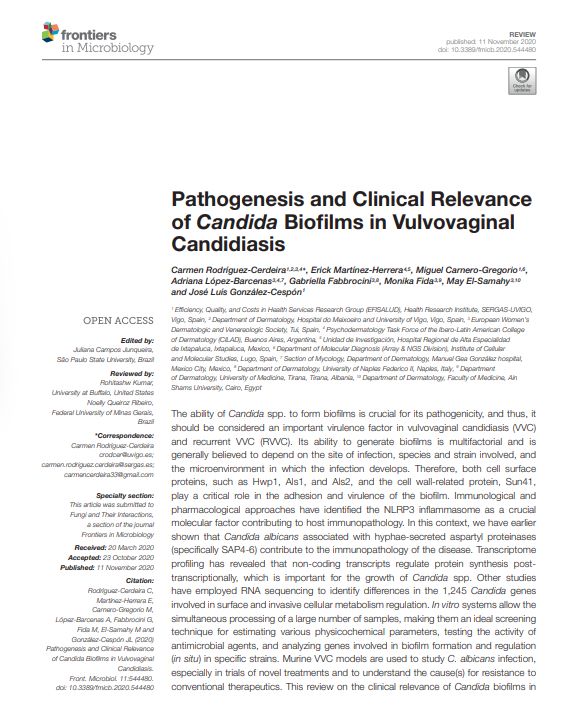 frontiers
in Microbiology
REVIEW
published: 11 November 2020
doi: 10.3389/fmicb.2020.544480
Check for
updates
Pathogenesis and Clinical Relevance
of Candida Biofilms in Vulvovaginal
Candidiasis
Carmen Rodríguez-Cerdeira1,2,3,4*, Erick Martínez-Herrera4,5, Miguel Carnero-Gregorio1,6,
Adriana López-Barcenas3,4,7, Gabriella Fabbrocini3,8, Monika Fida3,9, May El-Samahy3,10
and José Luís González-Cespón1
1 Efficiency, Quality, and Costs in Health Services Research Group (EFISALUD), Health Research Institute, SERGAS-UVIGO,
Vigo, Spain, 2 Department of Dermatology, Hospital do Meixoeiro and University of Vigo, Vigo, Spain, 3 European Women's
Dermatologic and Venereologic Society, Tui, Spain, 4 Psychodermatology Task Force of the Ibero-Latin American College
of Dermatology (CILAD), Buenos Aires, Argentina, 5 Unidad de Investigación, Hospital Regional de Alta Especialidad
de Ixtapaluca, Ixtapaluca, Mexico, 6 Department of Molecular Diagnosis (Array & NGS Division), Institute of Cellular
and Molecular Studies, Lugo, Spain, 7 Section of Mycology, Department of Dermatology, Manuel Gea González hospital,
Mexico City, Mexico, 8 Department of Dermatology, University of Naples Federico II, Naples, Italy, 9 Department
of Dermatology, University of Medicine, Tirana, Tirana, Albania, 10 Department of Dermatology, Faculty of Medicine, Ain
Shams University, Cairo, Egypt
OPEN ACCESS
Edited by:
Juliana Campos Junqueira,
São Paulo State University, Brazil
Reviewed by:
Rohitashw Kumar,
University at Buffalo, United States
Noelly Queiroz Ribeiro,
Federal University of Minas Gerais,
Brazil
*Correspondence:
Carmen Rodríguez-Cerdeira
crodcer@uvigo.es;
carmen.rodriguez.cerdeira@sergas.es;
carmencerdeira33@gmail.com
Specialty section:
This article was submitted to
Fungi and Their Interactions,
a section of the journal
Frontiers in Microbiology
Received: 20 March 2020
Accepted: 23 October 2020
Published: 11 November 2020
Citation:
Rodríguez-Cerdeira C,
Martínez-Herrera E,
Carnero-Gregorio M,
López-Barcenas A, Fabbrocini G,
Fida M, El-Samahy M and
González-Cespón JL (2020)
Pathogenesis and Clinical Relevance
of Candida Biofilms in Vulvovaginal
Candidiasis.
Front. Microbiol. 11:544480.
doi: 10.3389/fmicb.2020.544480
The ability of Candida spp. to form biofilms is crucial for its pathogenicity, and thus, it
should be considered an important virulence factor in vulvovaginal candidiasis (VVC)
and recurrent VVC (RVVC). Its ability to generate biofilms is multifactorial and is
generally believed to depend on the site of infection, species and strain involved, and
the microenvironment in which the infection develops. Therefore, both cell surface
proteins, such as Hwp1, Als1, and Als2, and the cell wall-related protein, Sun41,
play a critical role in the adhesion and virulence of the biofilm. Immunological and
pharmacological approaches have identified the NLRP3 inflammasome as a crucial
molecular factor contributing to host immunopathology. In this context, we have earlier
shown that Candida albicans associated with hyphae-secreted aspartyl proteinases
(specifically SAP4-6) contribute to the immunopathology of the disease. Transcriptome
profiling has revealed that non-coding transcripts regulate protein synthesis post-
transcriptionally, which is important for the growth of Candida spp. Other studies
have employed RNA sequencing to identify differences in the 1,245 Candida genes
involved in surface and invasive cellular metabolism regulation. In vitro systems allow the
simultaneous processing of a large number of samples, making them an ideal screening
technique for estimating various physicochemical parameters, testing the activity of
antimicrobial agents, and analyzing genes involved in biofilm formation and regulation
(in situ) in specific strains. Murine VVC models are used to study C. albicans infection,
especially in trials of novel treatments and to understand the cause(s) for resistance to
conventional therapeutics. This review on the clinical relevance of Candida biofilms in